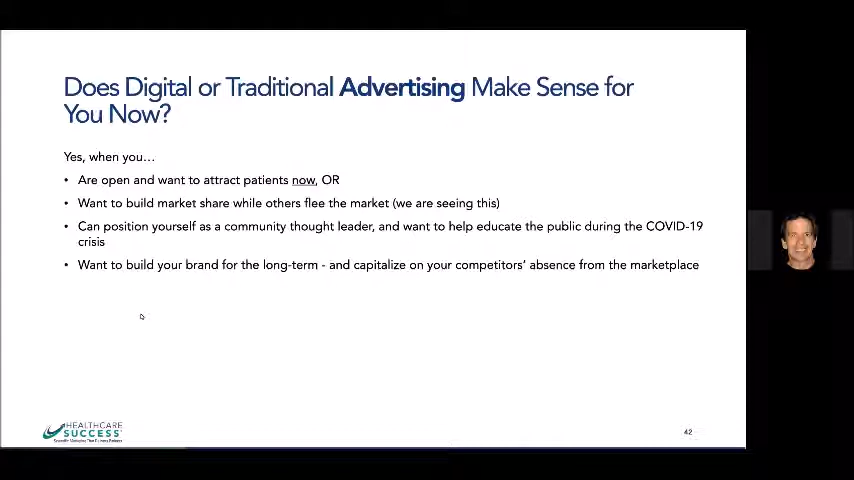 Does Digital or Traditional Advertising Make Sense for
You Now?
Yes, when you…
• Are open and want to attract patients now, OR
• Want to build market share while others flee the market (we are seeing this)
• Can position yourself as a community thought leader, and want to help educate the public during the COVID-19
crisis
• Want to build your brand for the long-term - and capitalize on your competitors' absence from the marketplace
HEALTHCARE
SUCCESS
42